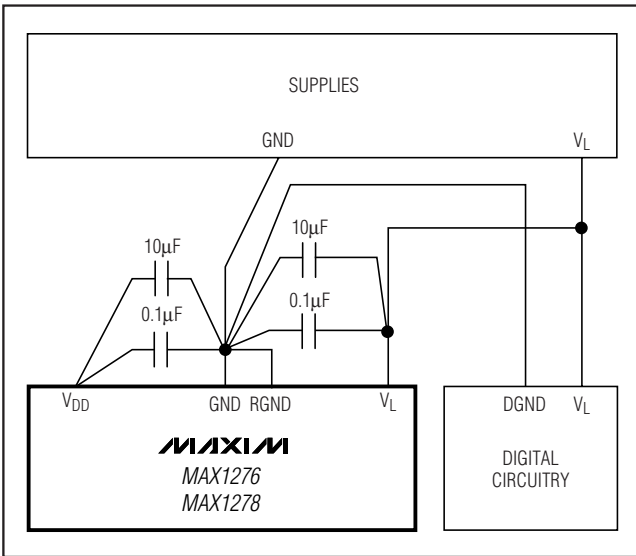 SUPPLIES
GND VL
10μF
10μF
0.1μF
0.1μF
VDD GND RGND VL
DGND VL
MAXIM
MAX1276
MAX1278
DIGITAL
CIRCUITRY